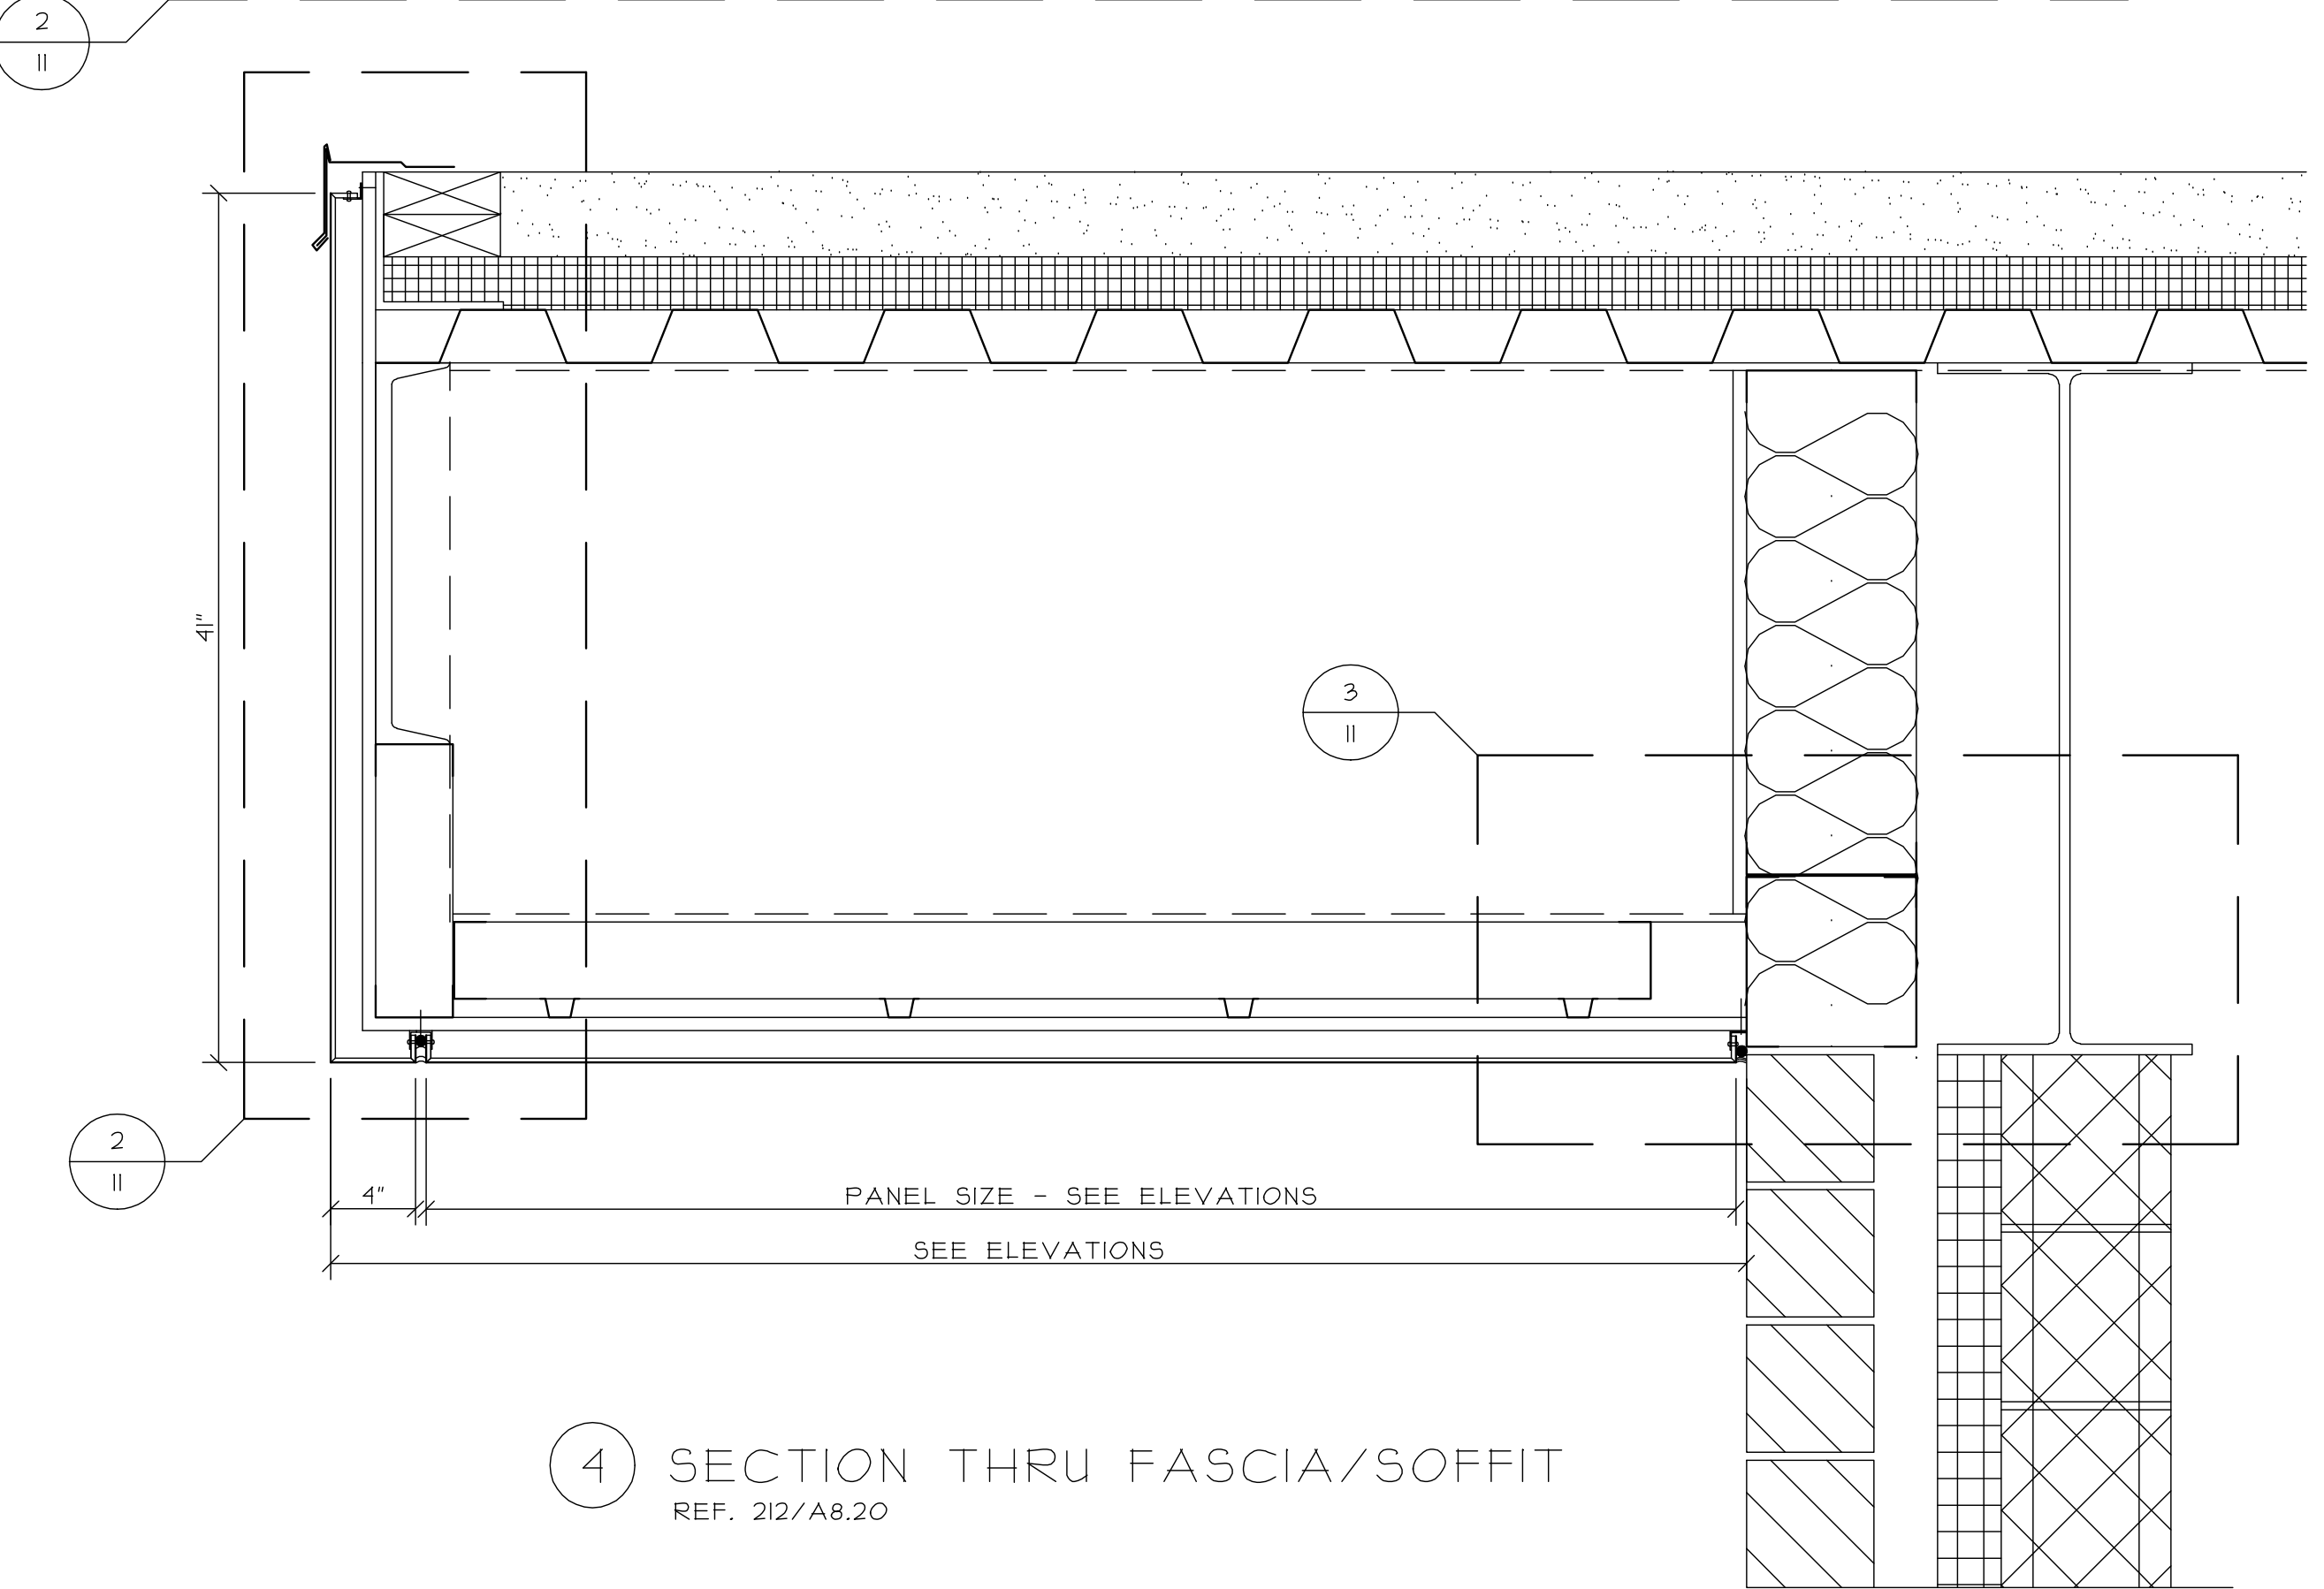 2
11
41"
3
11
2
11
4"
PANEL SIZE - SEE ELEVATIONS
SEE ELEVATIONS
4 SECTION THRU FASCIA/SOFFIT
REF. 212/A8.20